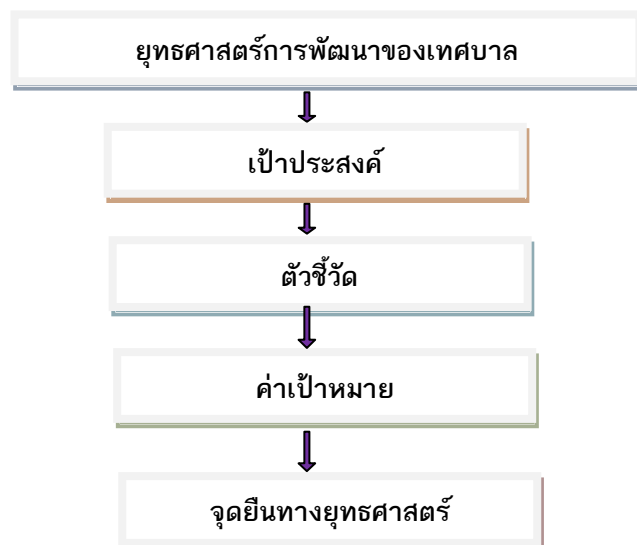 ยุทธศาสตร์การพัฒนาของเทศบาล
เป้าประสงค์
ตัวชี้วัด
ค่าเป้าหมาย
จุดยืนทางยุทธศาสตร์